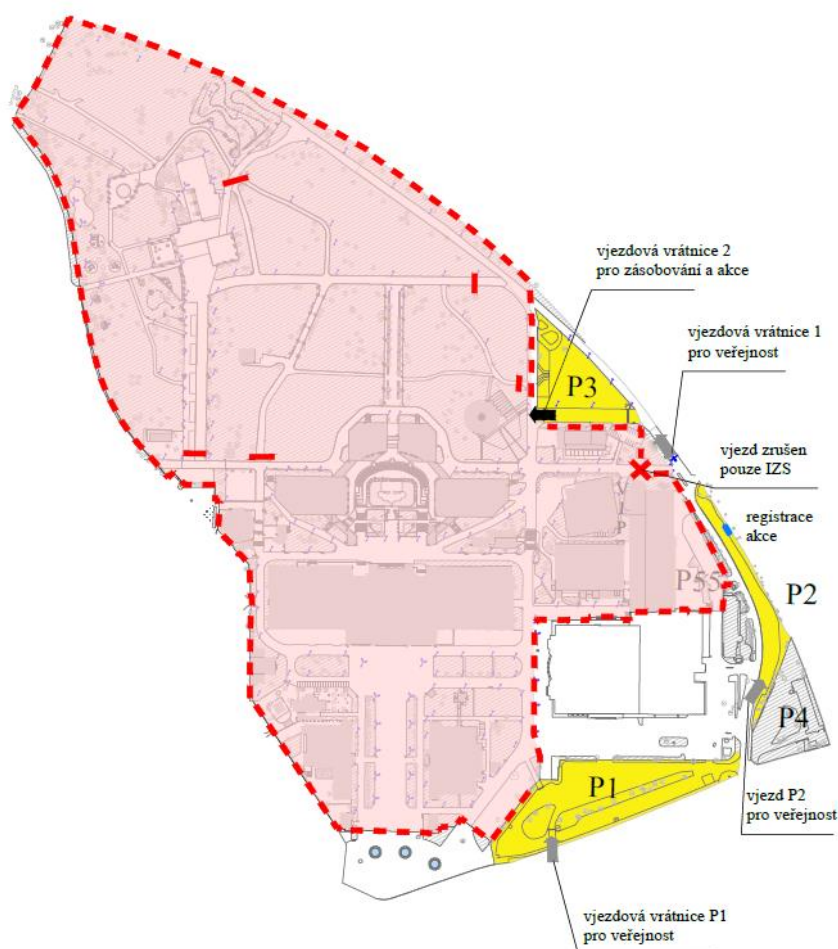 vjezdová vrátnice 2
pro zásobování a akce
vjezdová vrátnice 1
pro veřejnost
P3
vjezd zrušen
pouze IZS
registrace
akce
P55
P2
P4
P1
vjezd P2
pro veřejnost
vjezdová vrátnice P1
pro veřejnost